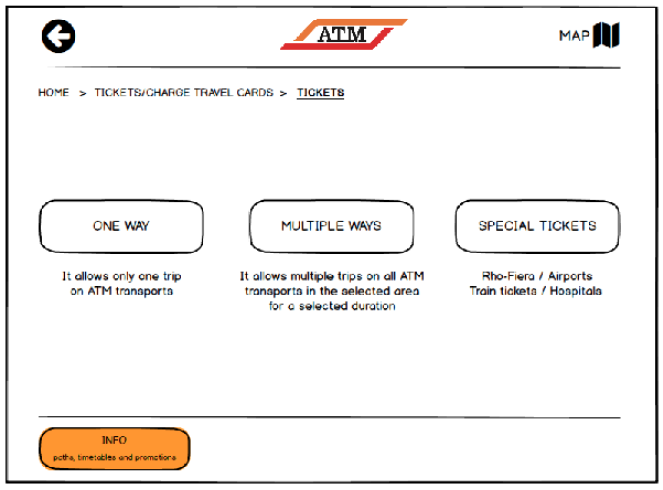 ATM
MAP
HOME > TICKETS/CHARGE TRAVEL CARDS > TICKETS
ONE WAY
MULTIPLE WAYS
SPECIAL TICKETS
It allows only one trip
on ATM transports
It allows multiple trips on all ATM
transports in the selected area
for a selected duration
Rho-Fiera / Airports
Train tickets / Hospitals
INFO
paths, timetables and promotions